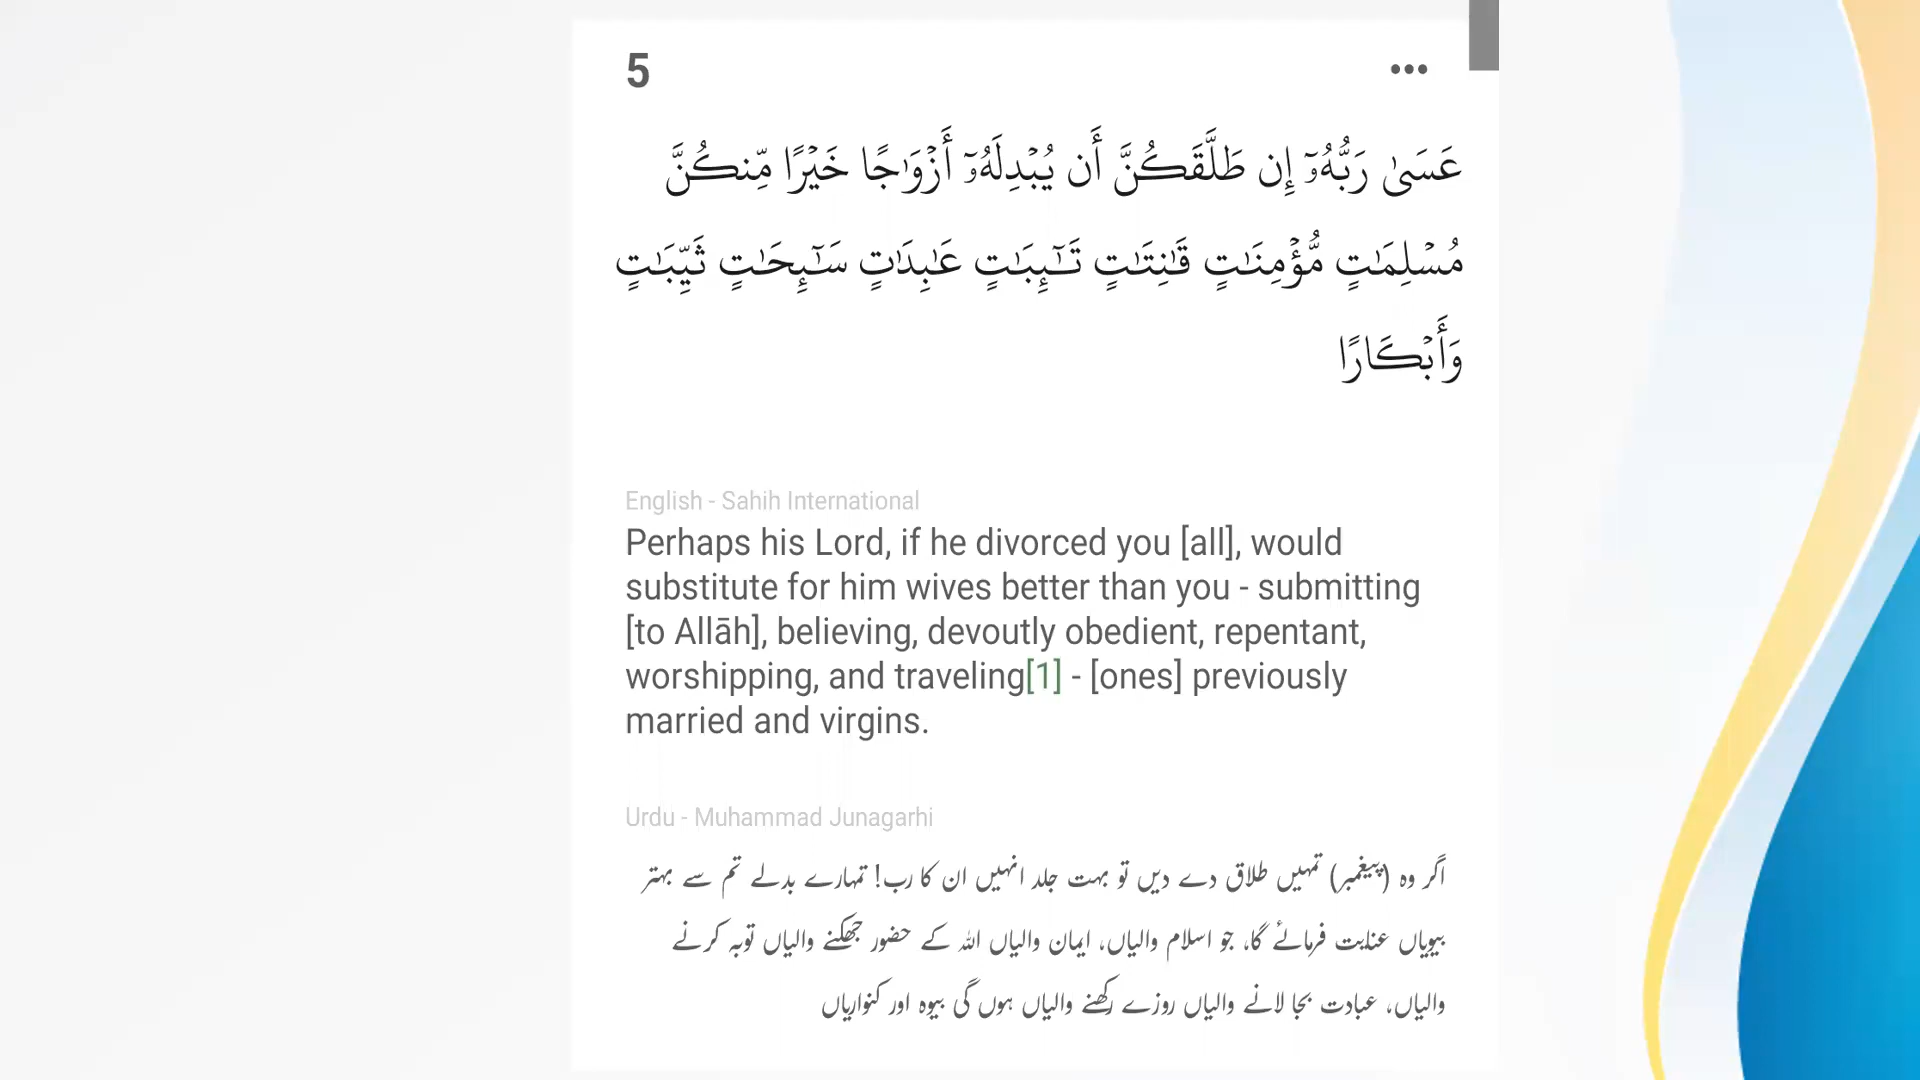 5
عَسَىٰ رَبُّهُۥٓ إِن طَلَّقَكُنَّ أَن يُبْدِلَهُۥٓ أَزْوَٰجًا خَيْرًا مِّنكُنَّ
مُسْلِمَـٰتٍ مُّؤْمِنَـٰتٍ قَـٰنِتَـٰتٍ تَـٰٓئِبَـٰتٍ عَـٰبِدَٰتٍ سَـٰٓئِحَـٰتٍ ثَيِّبَـٰتٍ
وَأَبْكَارًا
English - Sahih International
Perhaps his Lord, if he divorced you [all], would
substitute for him wives better than you - submitting
[to Allāh], believing, devoutly obedient, repentant,
worshipping, and traveling[1] - [ones] previously
married and virgins.
Urdu - Muhammad Junagarhi
اگر وه (پیغمبر) تمہیں طلاق دے دیں تو بہت جلد انہیں ان کا رب! تمہارے بدلے تم سے بہتر
بیویاں عنایت فرمائے گا، جو اسلام والیاں، ایمان والیاں اللہ کے حضور جھکنے والیاں توبہ کرنے
والیاں، عبادت بجا ﻻنے والیاں روزے رکھنے والیاں ہوں گی بیوه اور کنواریاں